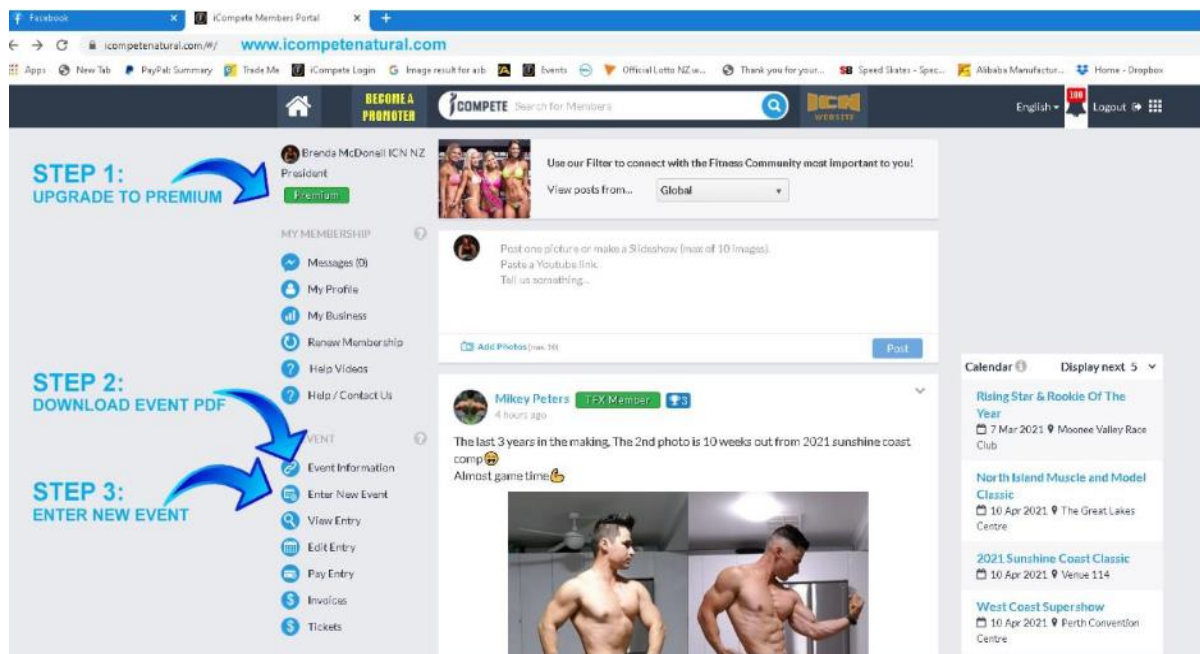 Facebook
iCompete Members Portal
icompetenatural.com/#/
www.icompetenatural.com
Apps
New Tab
PayPal: Summary
Trade Me
iCompete Login
Image result for asb
Events
Official Lotto NZ w...
Thank you for your...
Speed Skates - Spec...
Alibaba Manufactur...
Home - Dropbox
BECOME A
PROMOTER
ICOMPETE Search for Members
ICN
WEBSITE
English
100
Logout
STEP 1:
UPGRADE TO PREMIUM
Brenda McDonell ICN NZ
President
Premium
Use our Filter to connect with the Fitness Community most important to you!
View posts from...
Global
MY MEMBERSHIP
Messages (0)
My Profile
My Business
Renew Membership
Help Videos
Help / Contact Us
Post one picture or make a Slideshow (max of 10 images).
Paste a Youtube link.
Tell us something...
Add Photos (max. 10)
Post
STEP 2:
DOWNLOAD EVENT PDF
STEP 3:
ENTER NEW EVENT
VENT
Event Information
Enter New Event
View Entry
Edit Entry
Pay Entry
Invoices
Tickets
Mikey Peters
TFX Member
3
4 hours ago
The last 3 years in the making, The 2nd photo is 10 weeks out from 2021 sunshine coast
comp😁
Almost game time💪
Calendar
Display next 5
Rising Star & Rookie Of The
Year
7 Mar 2021 Moonee Valley Race
Club
North Island Muscle and Model
Classic
10 Apr 2021 The Great Lakes
Centre
2021 Sunshine Coast Classic
10 Apr 2021 Venue 114
West Coast Supershow
10 Apr 2021 Perth Convention
Centre